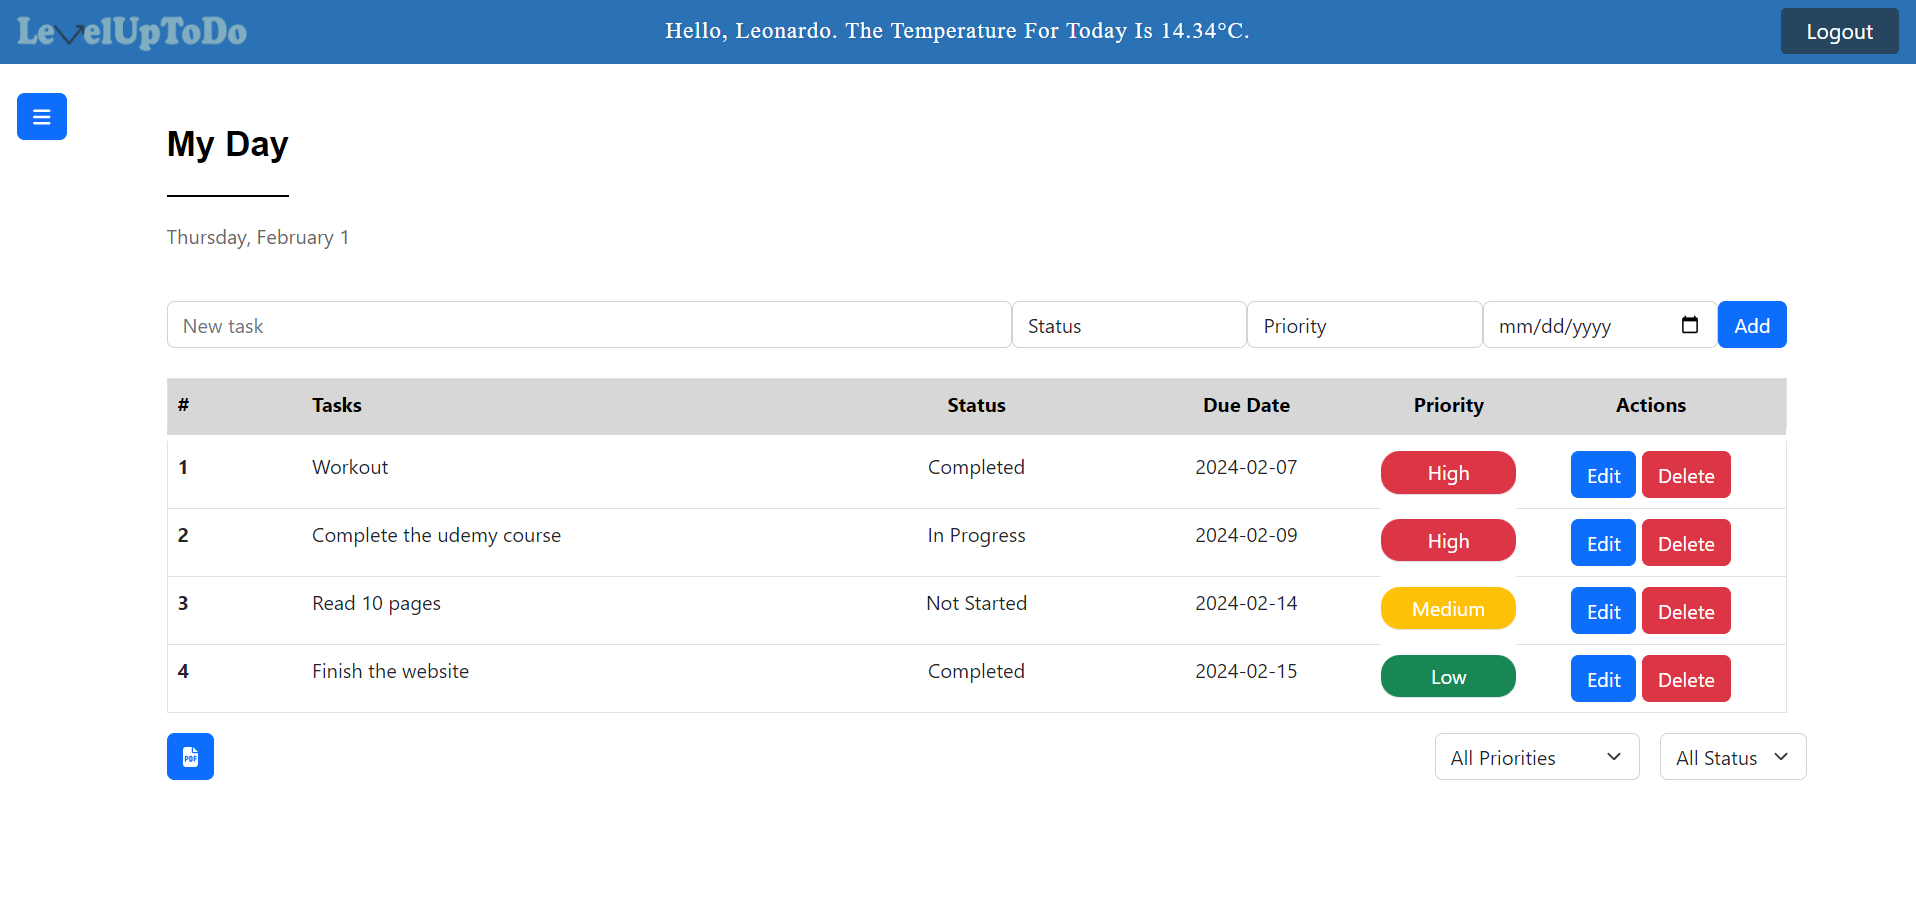 LevelUpToDo
Hello, Leonardo. The Temperature For Today Is 14.34°C.
Logout
My Day
Thursday, February 1
New task Status Priority mm/dd/yyyy Add
# Tasks Status Due Date Priority Actions
1 Workout Completed 2024-02-07 High Edit Delete
2 Complete the udemy course In Progress 2024-02-09 High Edit Delete
3 Read 10 pages Not Started 2024-02-14 Medium Edit Delete
4 Finish the website Completed 2024-02-15 Low Edit Delete
PDF All Priorities All Status